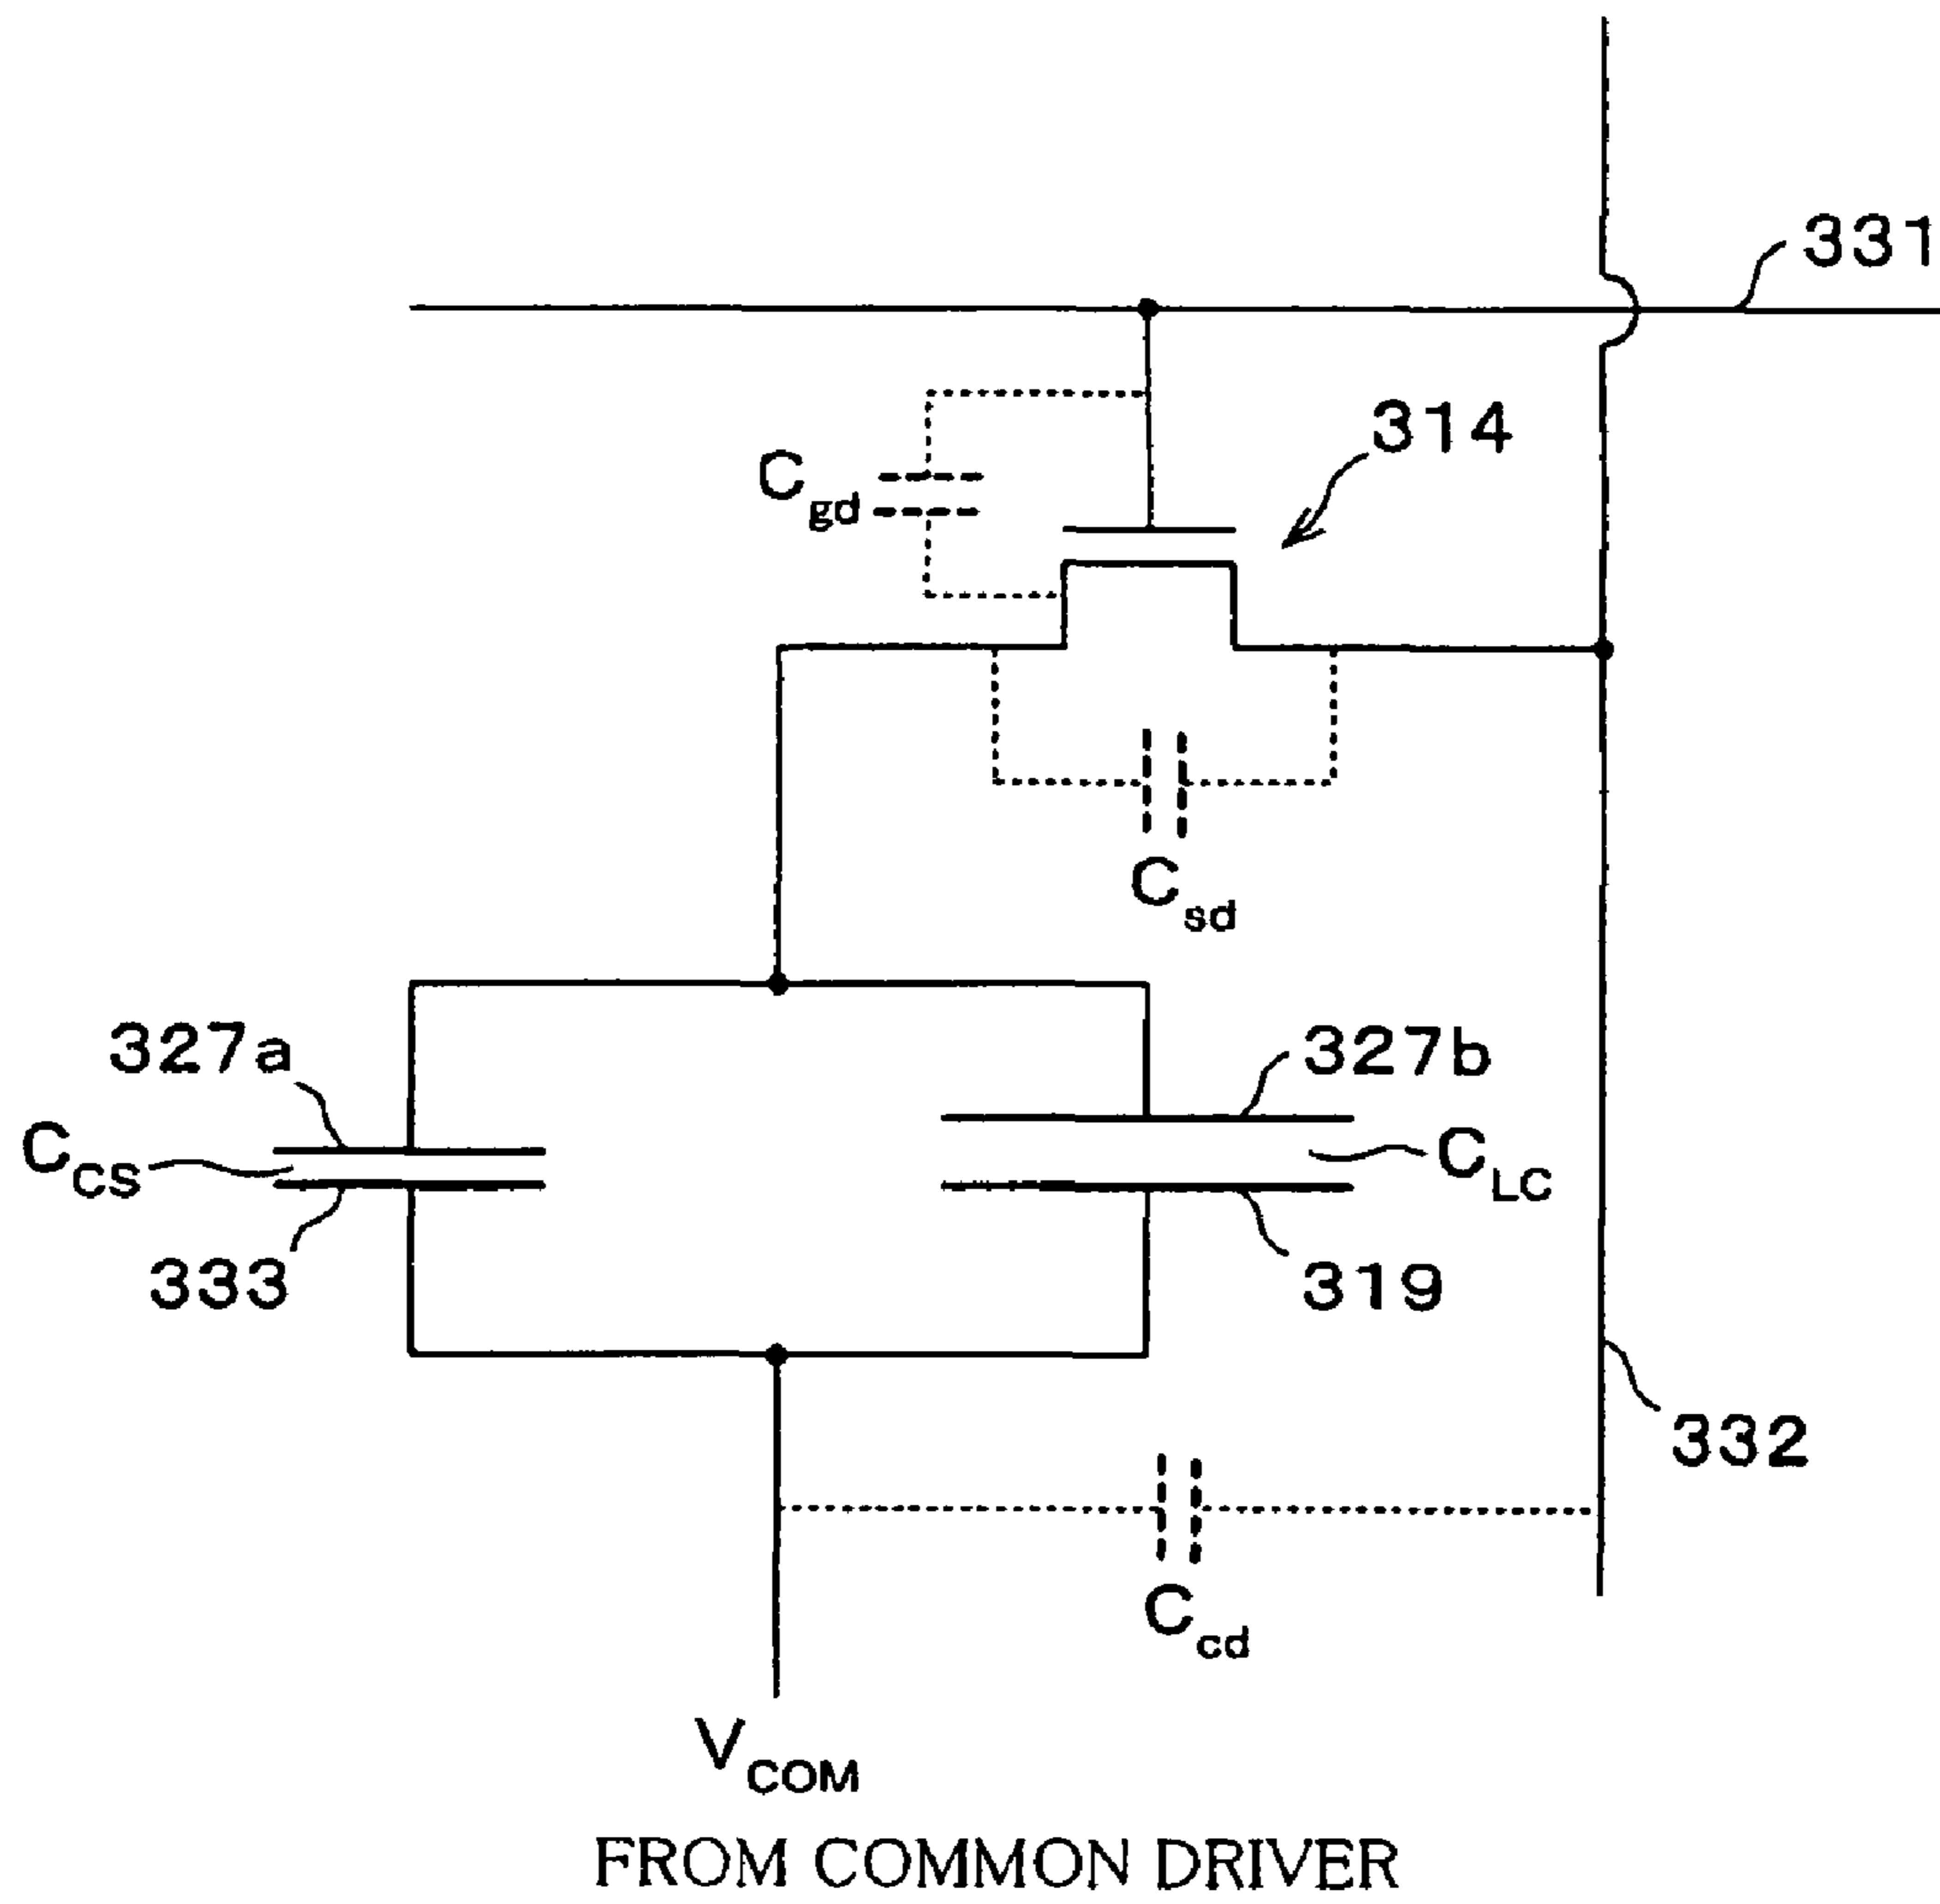 331
314
Cgd
Csd
327a
327b
CCS
CLC
333
319
332
Ccd
VCOM
FROM COMMON DRIVER